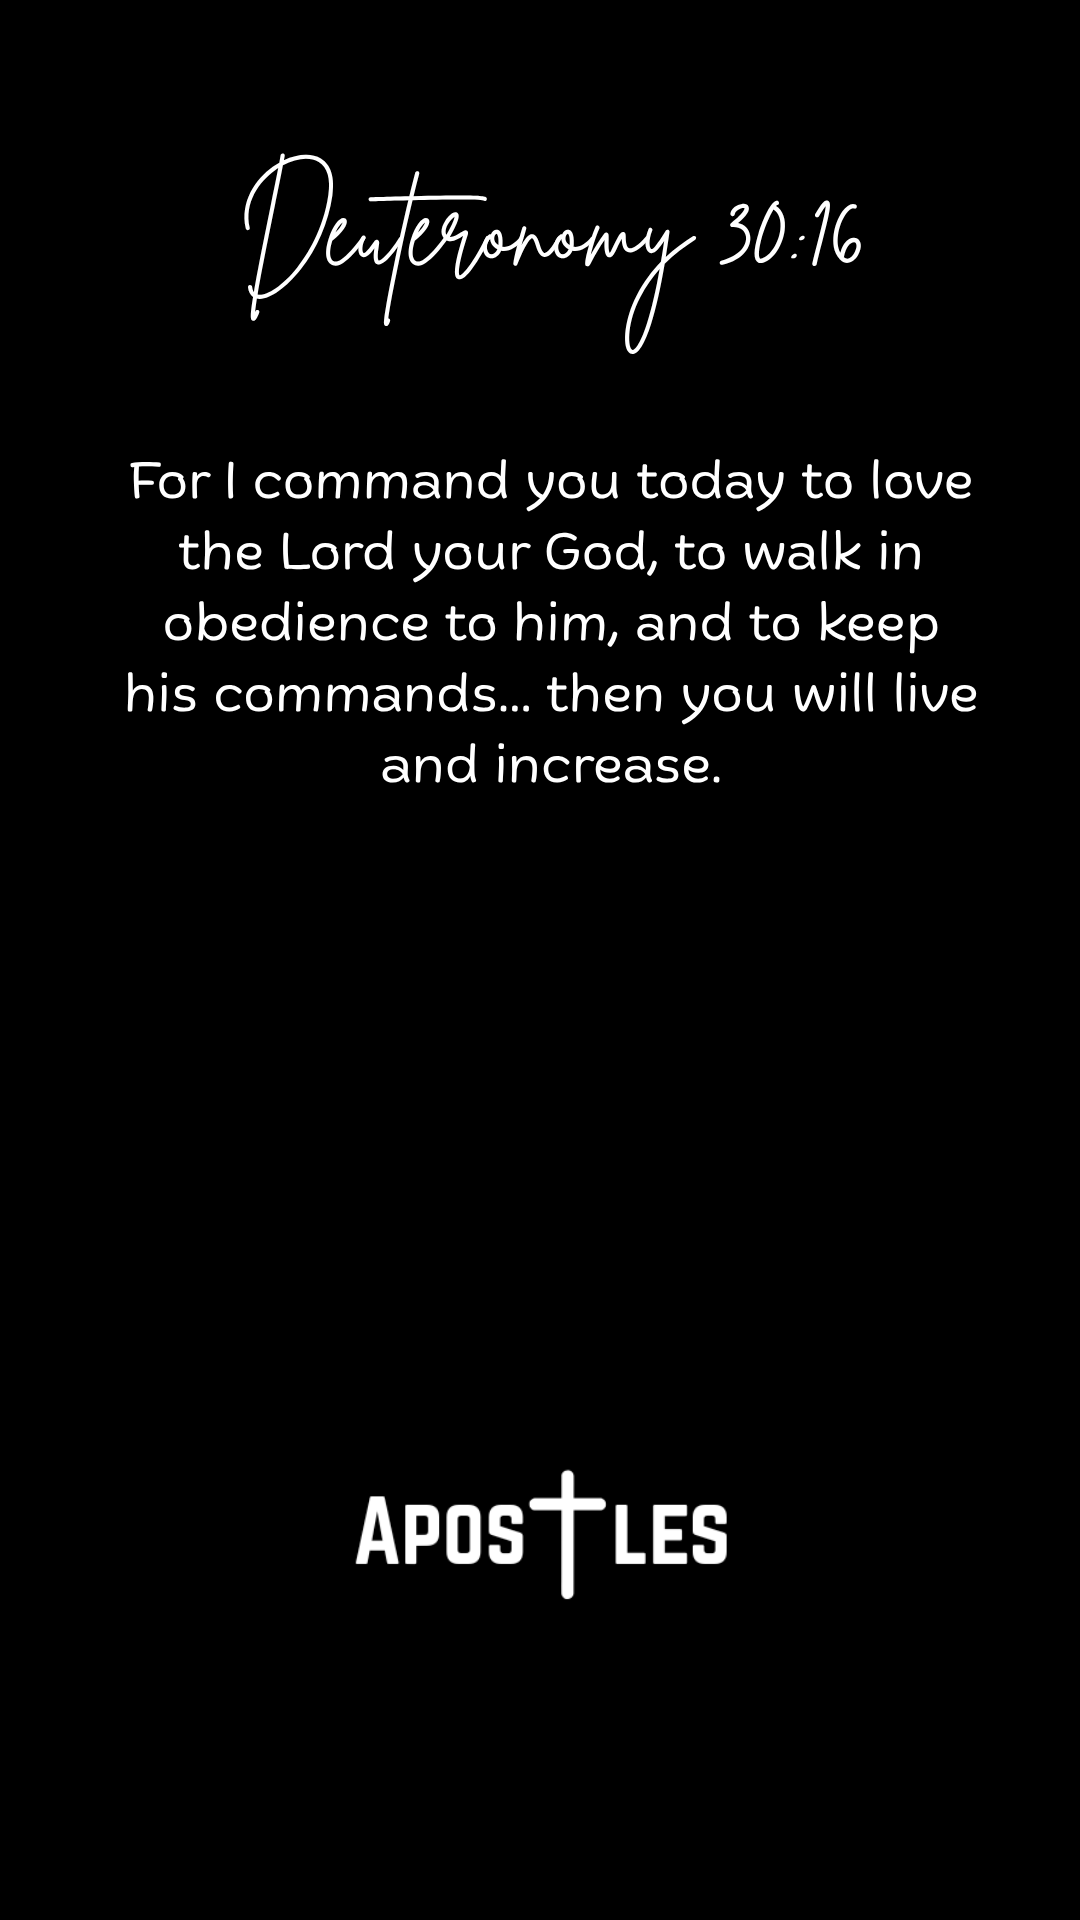 Deuteronomy 30:16
For I command you today to love
the Lord your God, to walk in
obedience to him, and to keep
his commands... then you will live
and increase.
APOSTLES